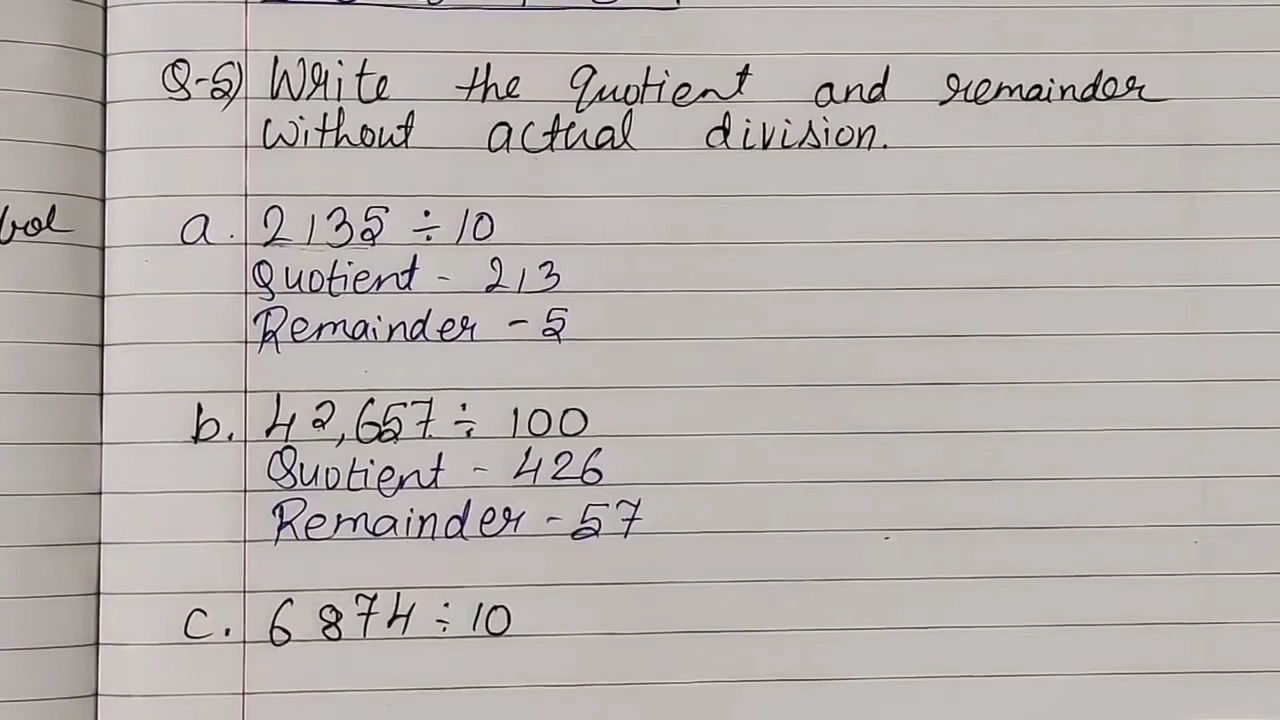 Q-5) Write the Quotient and remainder
without actual division.
a. 2135 ÷ 10
Quotient - 213
Remainder - 5
b. 42,657 ÷ 100
Quotient - 426
Remainder - 57
c. 6874 ÷ 10